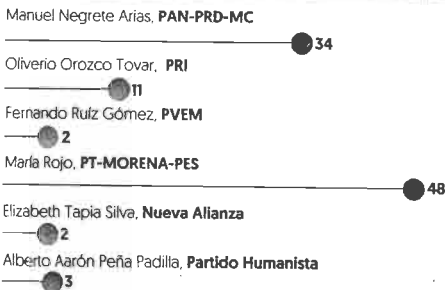 Manuel Negrete Arias, PAN-PRD-MC
34
Oliverio Orozco Tovar, PRI
11
Fernando Ruíz Gómez, PVEM
2
María Rojo, PT-MORENA-PES
48
Elizabeth Tapia Silva, Nueva Alianza
2
Alberto Aarón Peña Padilla, Partido Humanista
3